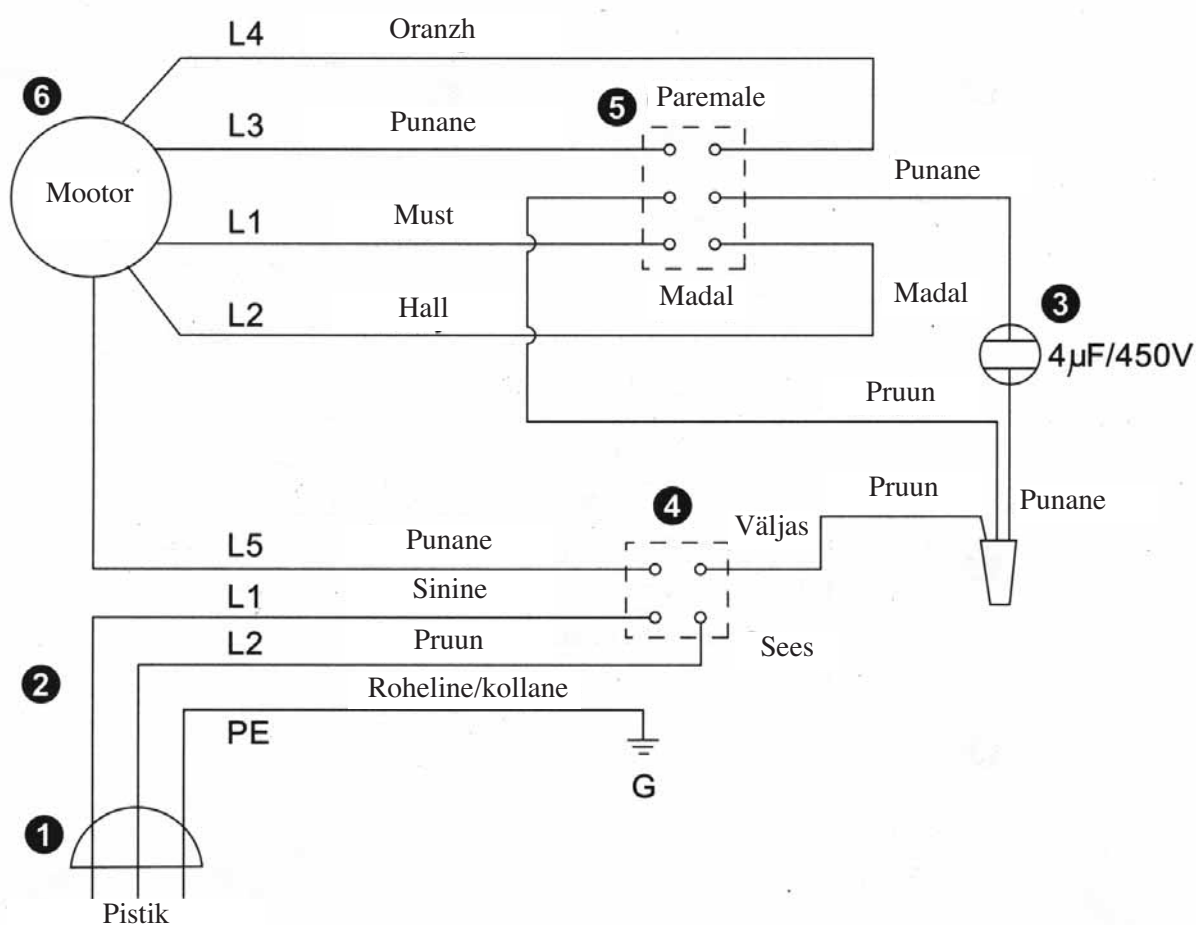 L4 Oranzh
6
5 Paremale
L3 Punane
Mootor
Punane
L1 Must
Madal
Madal
3
L2 Hall
4µF/450V
Pruun
4
Pruun
Punane
Väljas
L5 Punane
L1 Sinine
L2 Pruun
Sees
2
Roheline/kollane
PE
G
1
Pistik